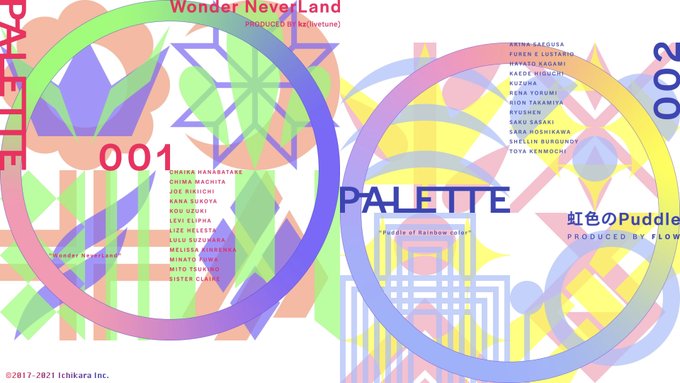 PALETTE
Wonder NeverLand
PRODUCED BY kz(livetune)
001
CHAIKA HANABATAKE
CHIMA MACHITA
JOE RIKIICHI
KANA SUKOYA
KOU UZUKI
LEVI ELIPHA
LIZE HELESTA
LULU SUZUHARA
MELISSA KINRENKA
MINATO FUWA
MITO TSUKINO
SISTER CLAIRE
"Wonder NeverLand"
©2017-2021 Ichikara Inc.
ARINA SAEGUSA
FUREN E LUSTARIO
HAYATO KAGAMI
KAEDE HIGUCHI
KUZUHA
RENA YORUMI
RION TAKAMIYA
RYUSHEN
SAKU SASAKI
SARA HOSHIKAWA
SHELLIN BURGUNDY
TOYA KENMOCHI
002
PALETTE
"Puddle of Rainbow color"
虹色のPuddle
PRODUCED BY FLOW